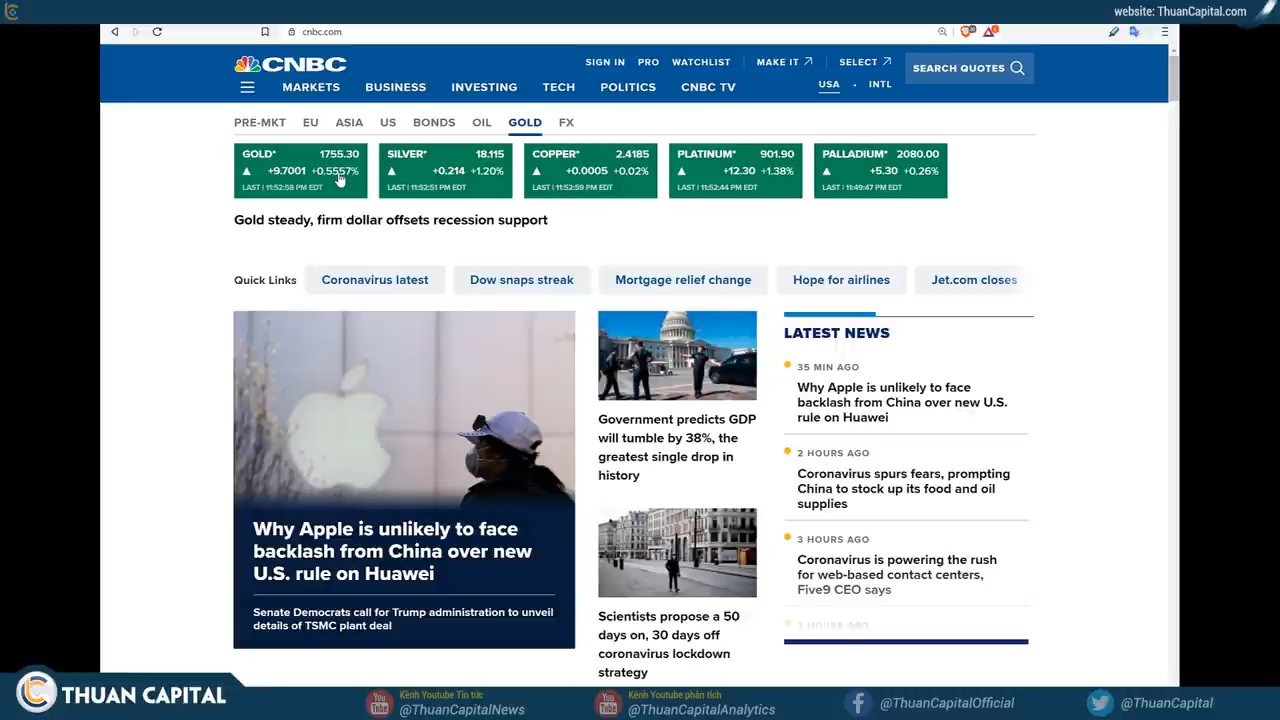 website: ThuanCapital.com
cnbc.com
CNBC
SIGN IN PRO WATCHLIST MAKE IT SELECT
SEARCH QUOTES
USA · INTL
MARKETS BUSINESS INVESTING TECH POLITICS CNBC TV
PRE-MKT EU ASIA US BONDS OIL GOLD FX
GOLD* 1755.30
+9.7001 +0.5557%
LAST | 11:52:58 PM EDT
SILVER* 18.115
+0.214 +1.20%
LAST | 11:52:51 PM EDT
COPPER* 2.4185
+0.0005 +0.02%
LAST | 11:52:59 PM EDT
PLATINUM* 901.90
+12.30 +1.38%
LAST | 11:52:44 PM EDT
PALLADIUM* 2080.00
+5.30 +0.26%
LAST | 11:49:47 PM EDT
Gold steady, firm dollar offsets recession support
Quick Links
Coronavirus latest
Dow snaps streak
Mortgage relief change
Hope for airlines
Jet.com closes
Why Apple is unlikely to face
backlash from China over new
U.S. rule on Huawei
Senate Democrats call for Trump administration to unveil
details of TSMC plant deal
Government predicts GDP
will tumble by 38%, the
greatest single drop in
history
Scientists propose a 50
days on, 30 days off
coronavirus lockdown
strategy
LATEST NEWS
35 MIN AGO
Why Apple is unlikely to face
backlash from China over new U.S.
rule on Huawei
2 HOURS AGO
Coronavirus spurs fears, prompting
China to stock up its food and oil
supplies
3 HOURS AGO
Coronavirus is powering the rush
for web-based contact centers,
Five9 CEO says
THUAN CAPITAL
Kênh Youtube Tin tức
@ThuanCapitalNews
Kênh Youtube phân tích
@ThuanCapitalAnalytics
@ThuanCapitalOfficial
@ThuanCapital